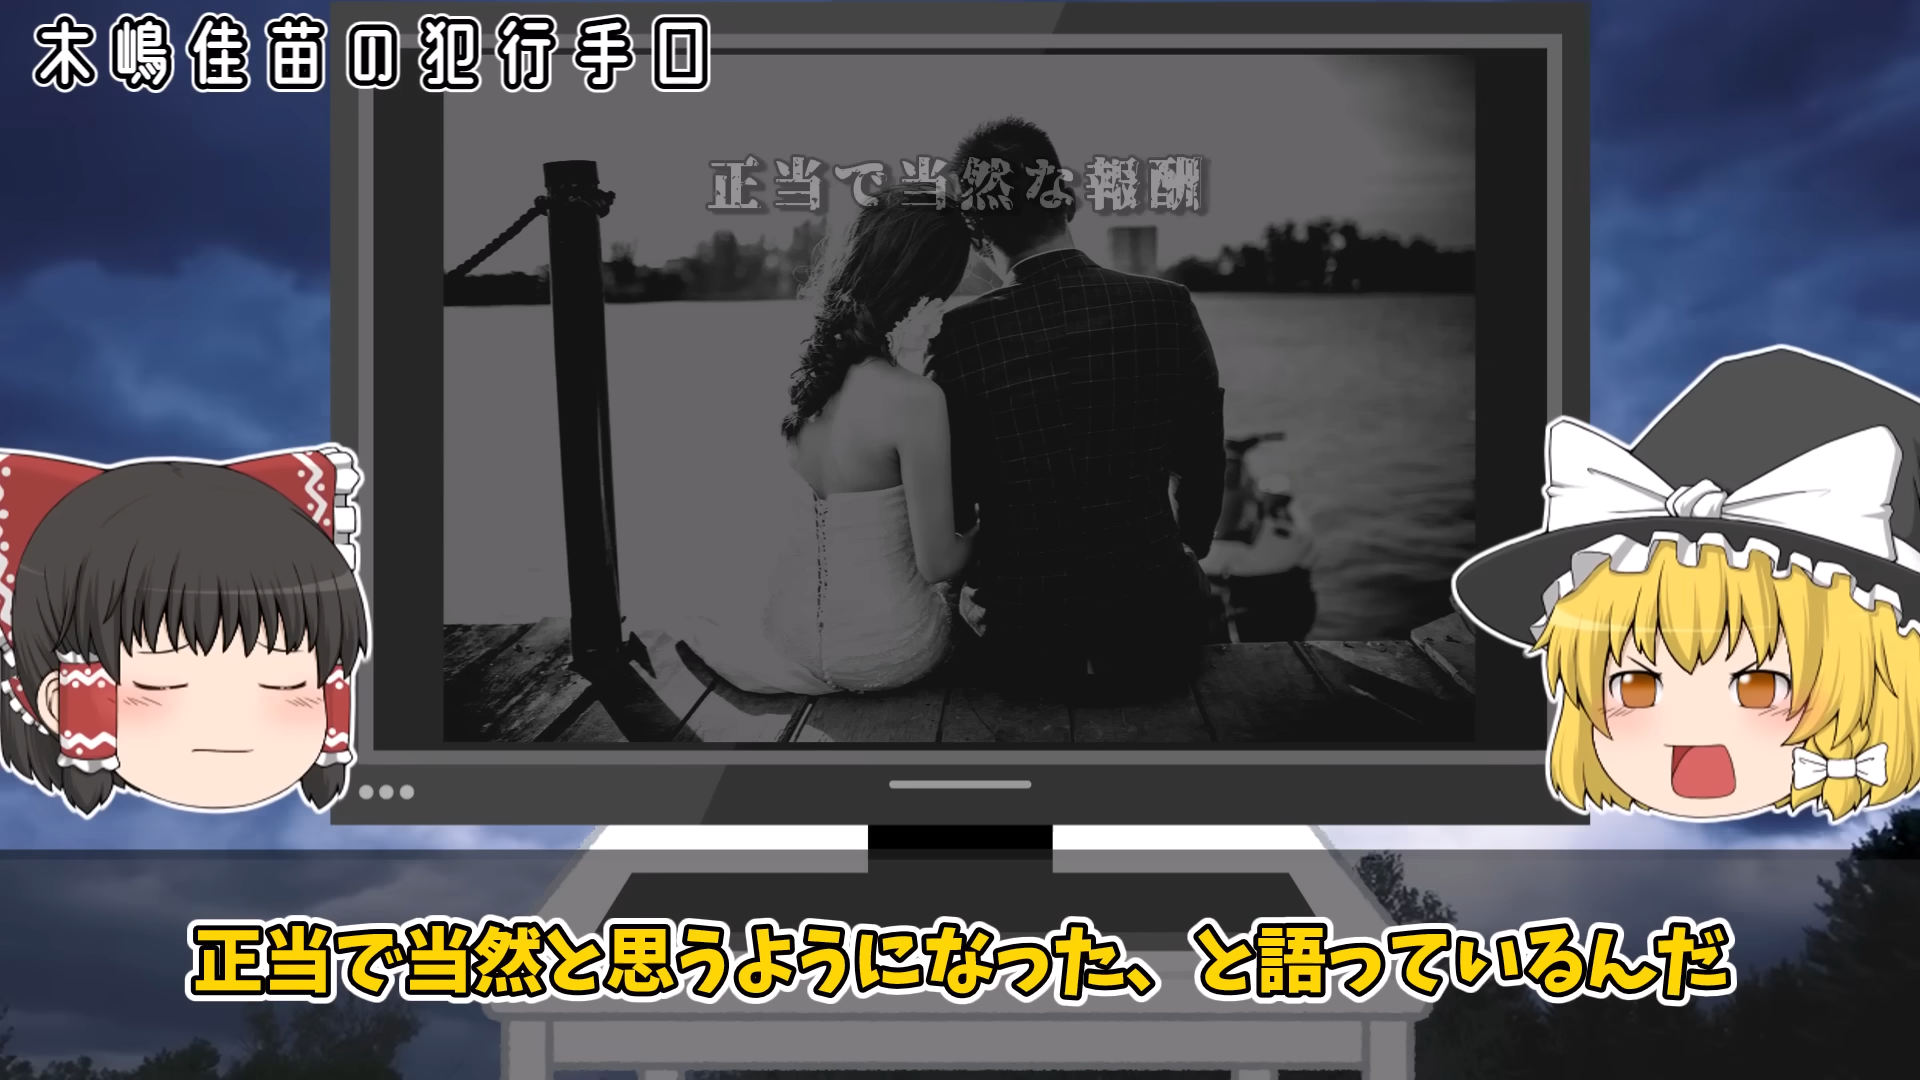 木嶋佳苗の犯行手口
正当で当然な報酬
正当で当然と思うようになった、と語っているんだ